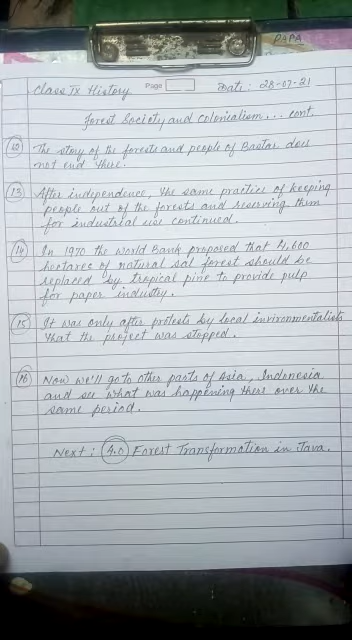 PAPA
Class IX History Page Date: 28-07-21
Forest Society and Colonialism... cont.
(12) The story of the forests and people of Bastar does
not end there.
(13) After independence, the same practice of keeping
people out of the forests and reserving them
for industrial use continued.
(14) In 1970 the World Bank proposed that 4,600
hectares of natural sal forest should be
replaced by tropical pine to provide pulp
for paper industry.
(15) It was only after protests by local invironmentalists
that the project was stopped.
(16) Now we'll go to other parts of Asia, Indonesia
and see what was happening there over the
same period.
Next: (4.0) Forest Transformation in Java.